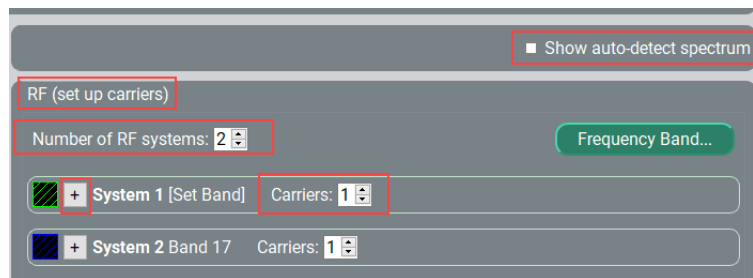 Show auto-detect spectrum
RF (set up carriers)
Number of RF systems: 2 Frequency Band...
+ System 1 [Set Band] Carriers: 1
+ System 2 Band 17 Carriers: 1